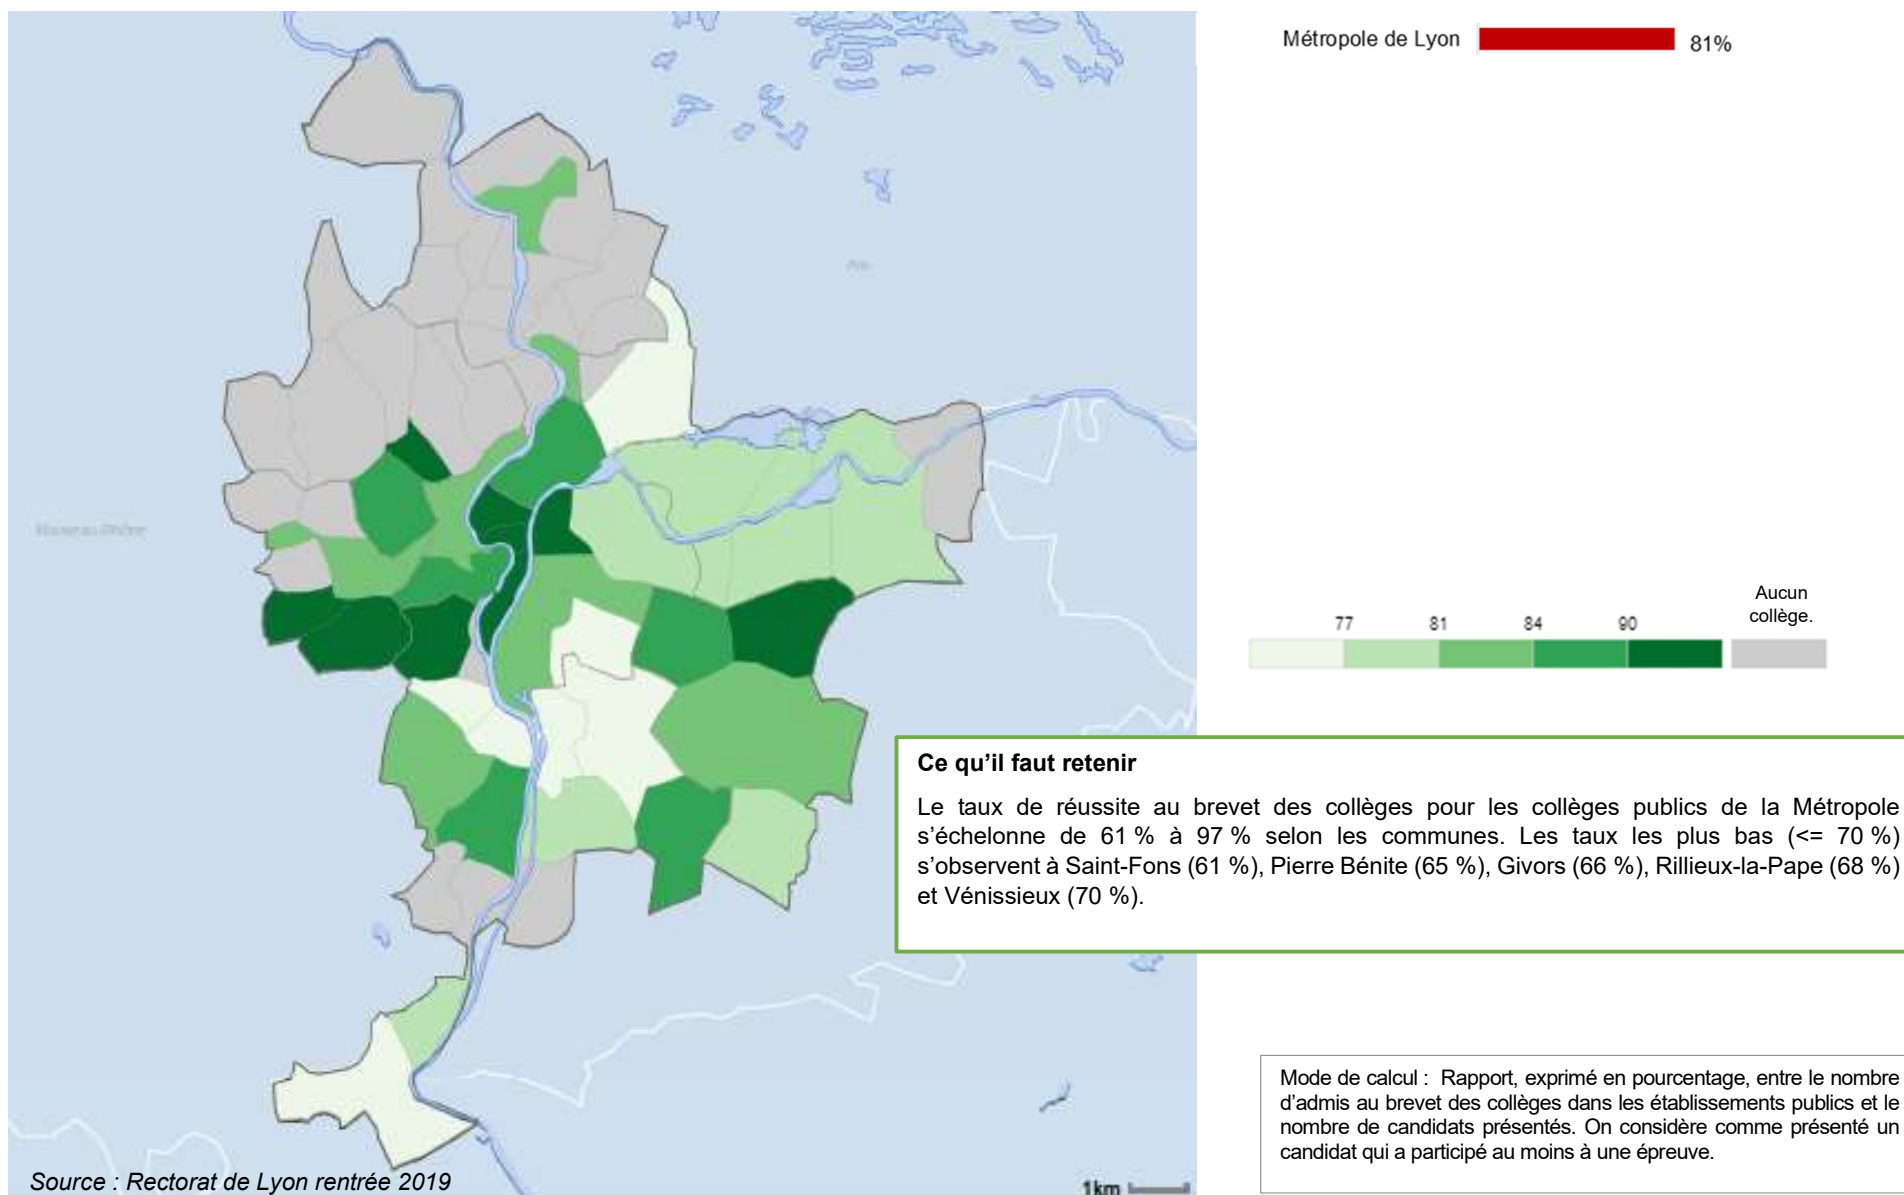 Métropole de Lyon 81%
Ain
77 81 84 90
Aucun
collège.
Ce qu’il faut retenir
Le taux de réussite au brevet des collèges pour les collèges publics de la Métropole
s’échelonne de 61 % à 97 % selon les communes. Les taux les plus bas (<= 70 %)
s’observent à Saint-Fons (61 %), Pierre Bénite (65 %), Givors (66 %), Rillieux-la-Pape (68 %)
et Vénissieux (70 %).
Mode de calcul : Rapport, exprimé en pourcentage, entre le nombre
d’admis au brevet des collèges dans les établissements publics et le
nombre de candidats présentés. On considère comme présenté un
candidat qui a participé au moins à une épreuve.
Source : Rectorat de Lyon rentrée 2019
1km